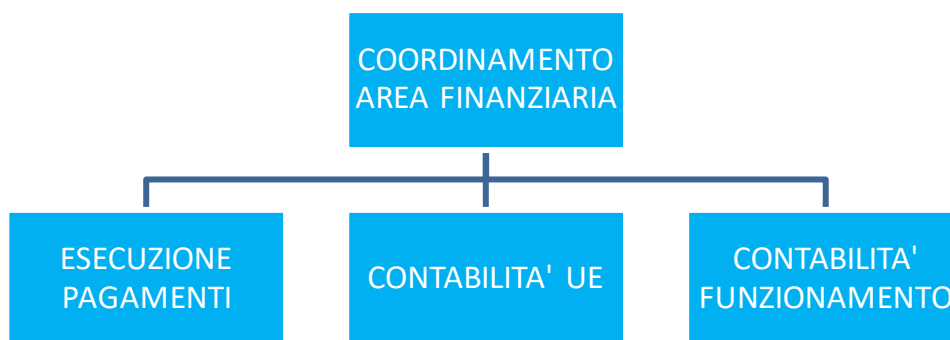 COORDINAMENTO
AREA FINANZIARIA
ESECUZIONE
PAGAMENTI
CONTABILITA' UE
CONTABILITA'
FUNZIONAMENTO